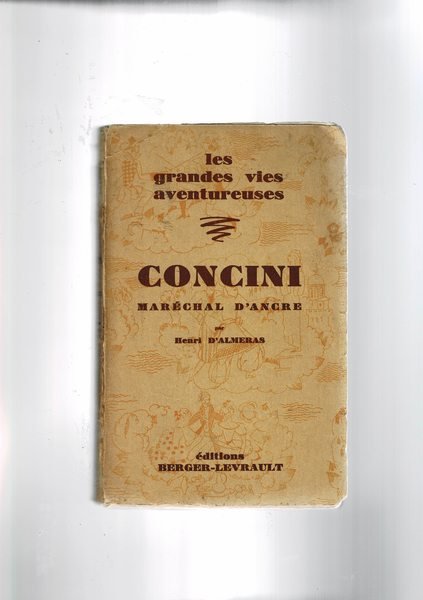 les
grandes vies
aventureuses
CONCINI
MARÉCHAL D'ANCRE
par
Henri D'ALMERAS
éditions
BERGER-LEVRAULT